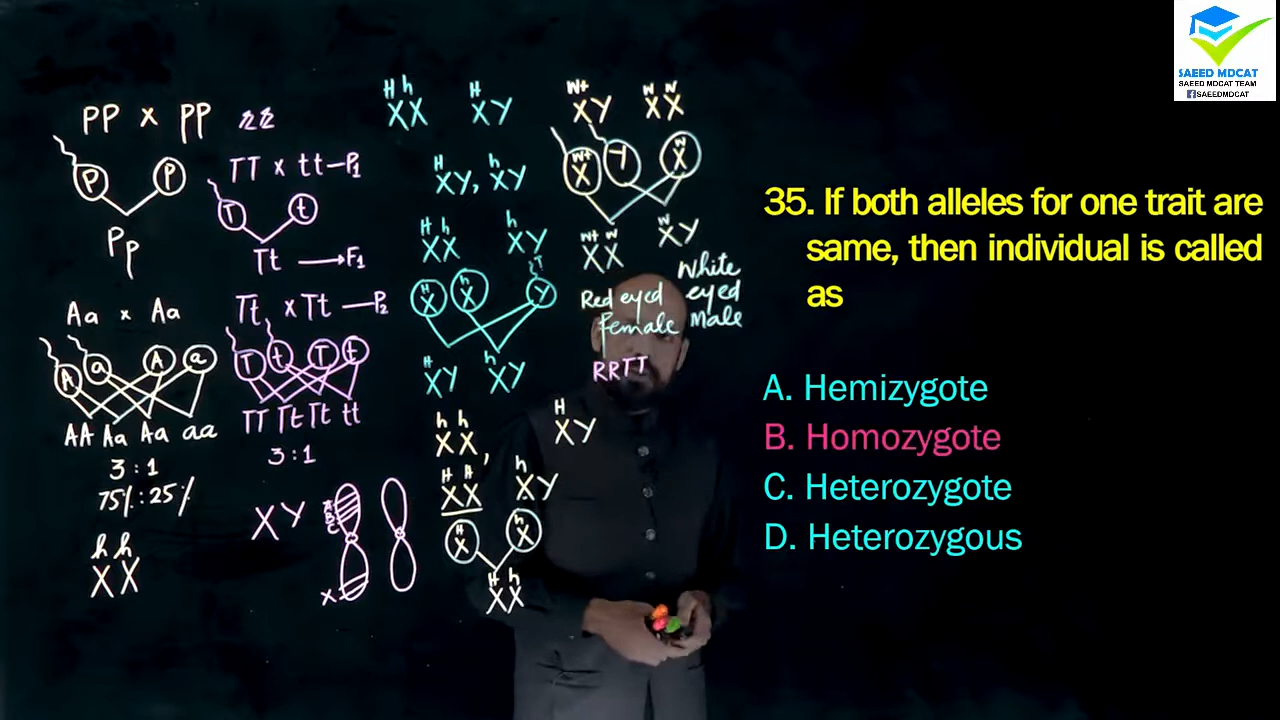 SAEED MDCAT
SAEED MDCAT TEAM
SAEEDMDCAT
PP x PP
P P
Pp
Aa x Aa
A a A a
AA Aa Aa aa
3 : 1
75% : 25%
h h
X X
TT x tt — P1
T t
Tt → F1
Tt x Tt — P2
T t T t
TT Tt Tt tt
3 : 1
XY
A
B
C
X
H h H
XX XY
H h
XY, XY
H h h
XX XY
H h
X X Y
H h
XY XY
h h H
XX, XY
H H h
XX XY
H h
X X
H h
XX
W+ W W
XY XX
W+ W
X Y X
W+ W W
XX XY
Red eyed
Female
White
eyed
Male
RRTT
35. If both alleles for one trait are
same, then individual is called
as
A. Hemizygote
B. Homozygote
C. Heterozygote
D. Heterozygous